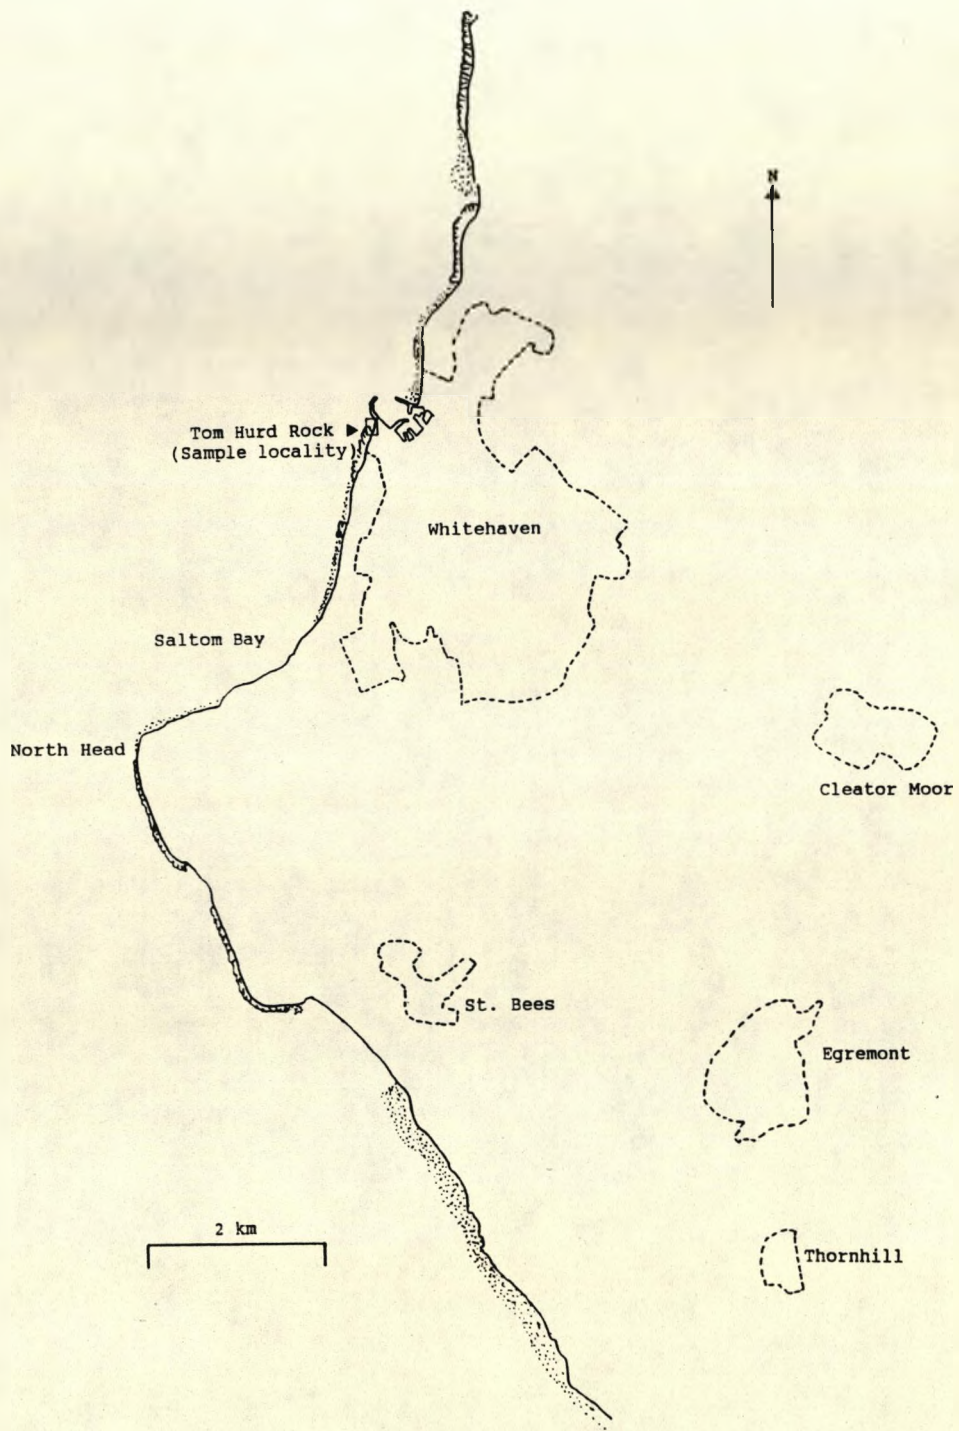 N
Tom Hurd Rock
(Sample locality)
Whitehaven
Saltom Bay
North Head
Cleator Moor
St. Bees
Egremont
2 km
Thornhill